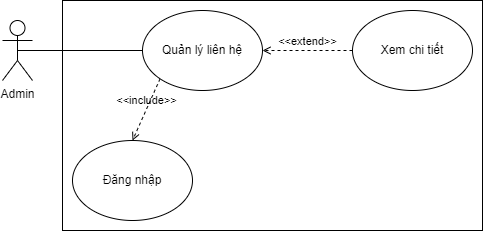 Quản lý liên hệ
<<extend>>
Xem chi tiết
Admin
<<include>>
Đăng nhập